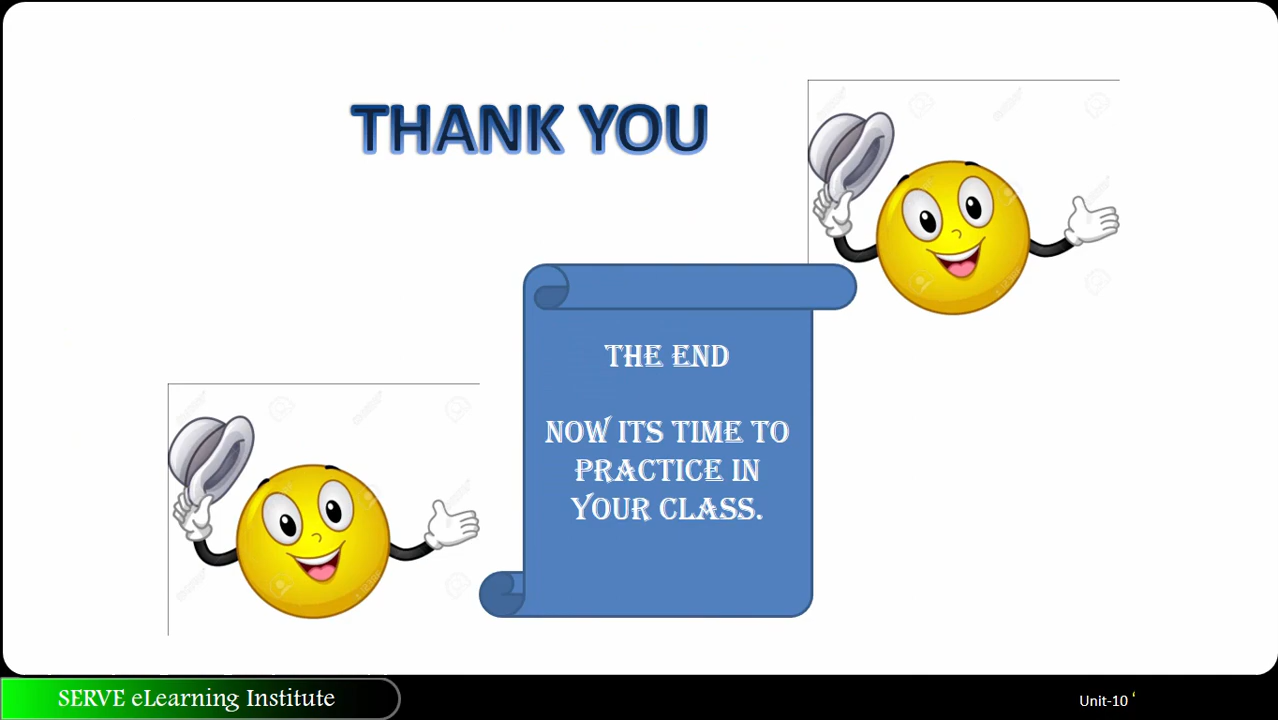 THANK YOU
THE END
NOW ITS TIME TO
PRACTICE IN
YOUR CLASS.
SERVE eLearning Institute
Unit-10